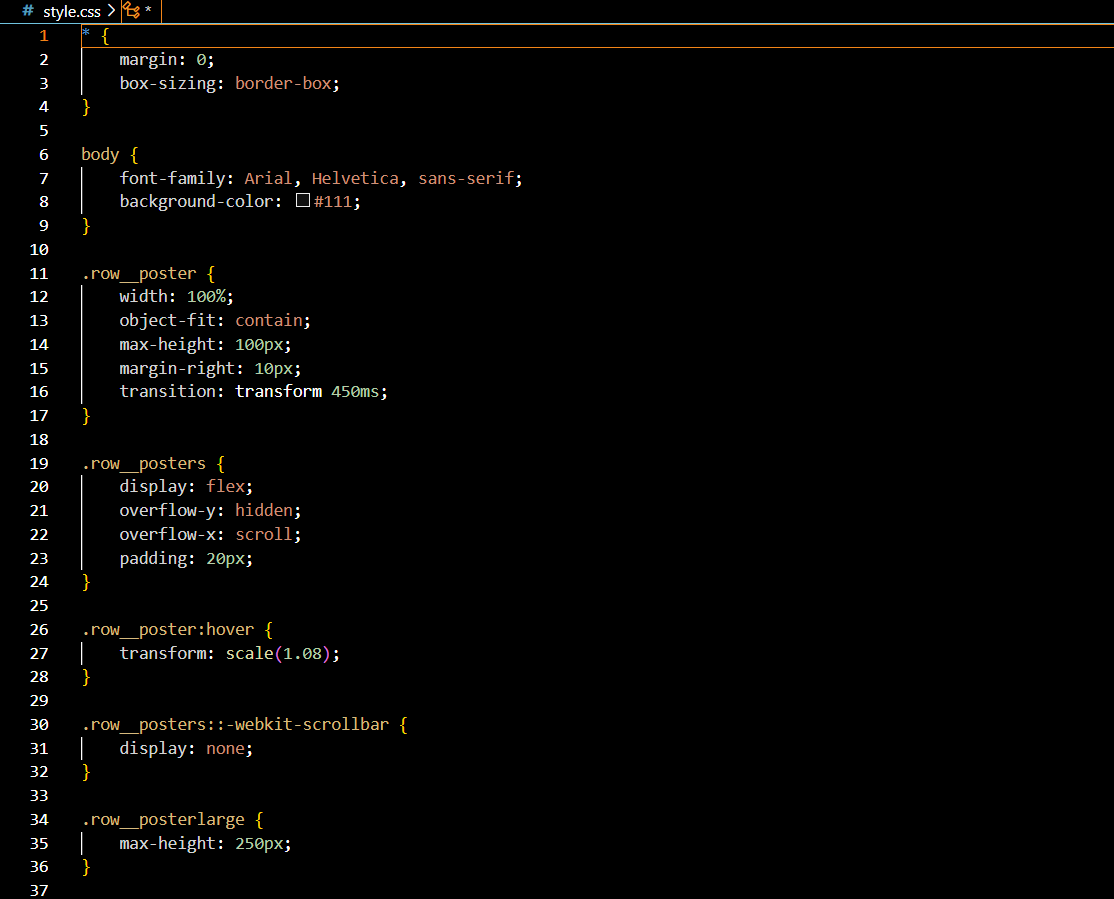 # style.css > *
1 * {
2 margin: 0;
3 box-sizing: border-box;
4 }
5
6 body {
7 font-family: Arial, Helvetica, sans-serif;
8 background-color: #111;
9 }
10
11 .row__poster {
12 width: 100%;
13 object-fit: contain;
14 max-height: 100px;
15 margin-right: 10px;
16 transition: transform 450ms;
17 }
18
19 .row__posters {
20 display: flex;
21 overflow-y: hidden;
22 overflow-x: scroll;
23 padding: 20px;
24 }
25
26 .row__poster:hover {
27 transform: scale(1.08);
28 }
29
30 .row__posters::-webkit-scrollbar {
31 display: none;
32 }
33
34 .row__posterlarge {
35 max-height: 250px;
36 }
37